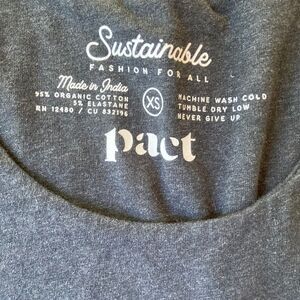 Sustainable
FASHION FOR ALL
Made in India
95% ORGANIC COTTON
5% ELASTANE
RN 12480 / CU 832196
XS
MACHINE WASH COLD
TUMBLE DRY LOW
NEVER GIVE UP
pact